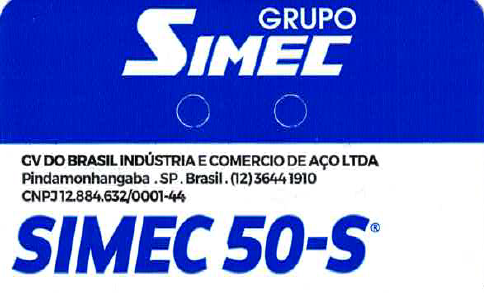 GRUPO
SIMEC
GV DO BRASIL INDÚSTRIA E COMERCIO DE AÇO LTDA
Pindamonhangaba . SP . Brasil . (12) 3644 1910
CNPJ 12.884.632/0001-44
SIMEC 50-S®